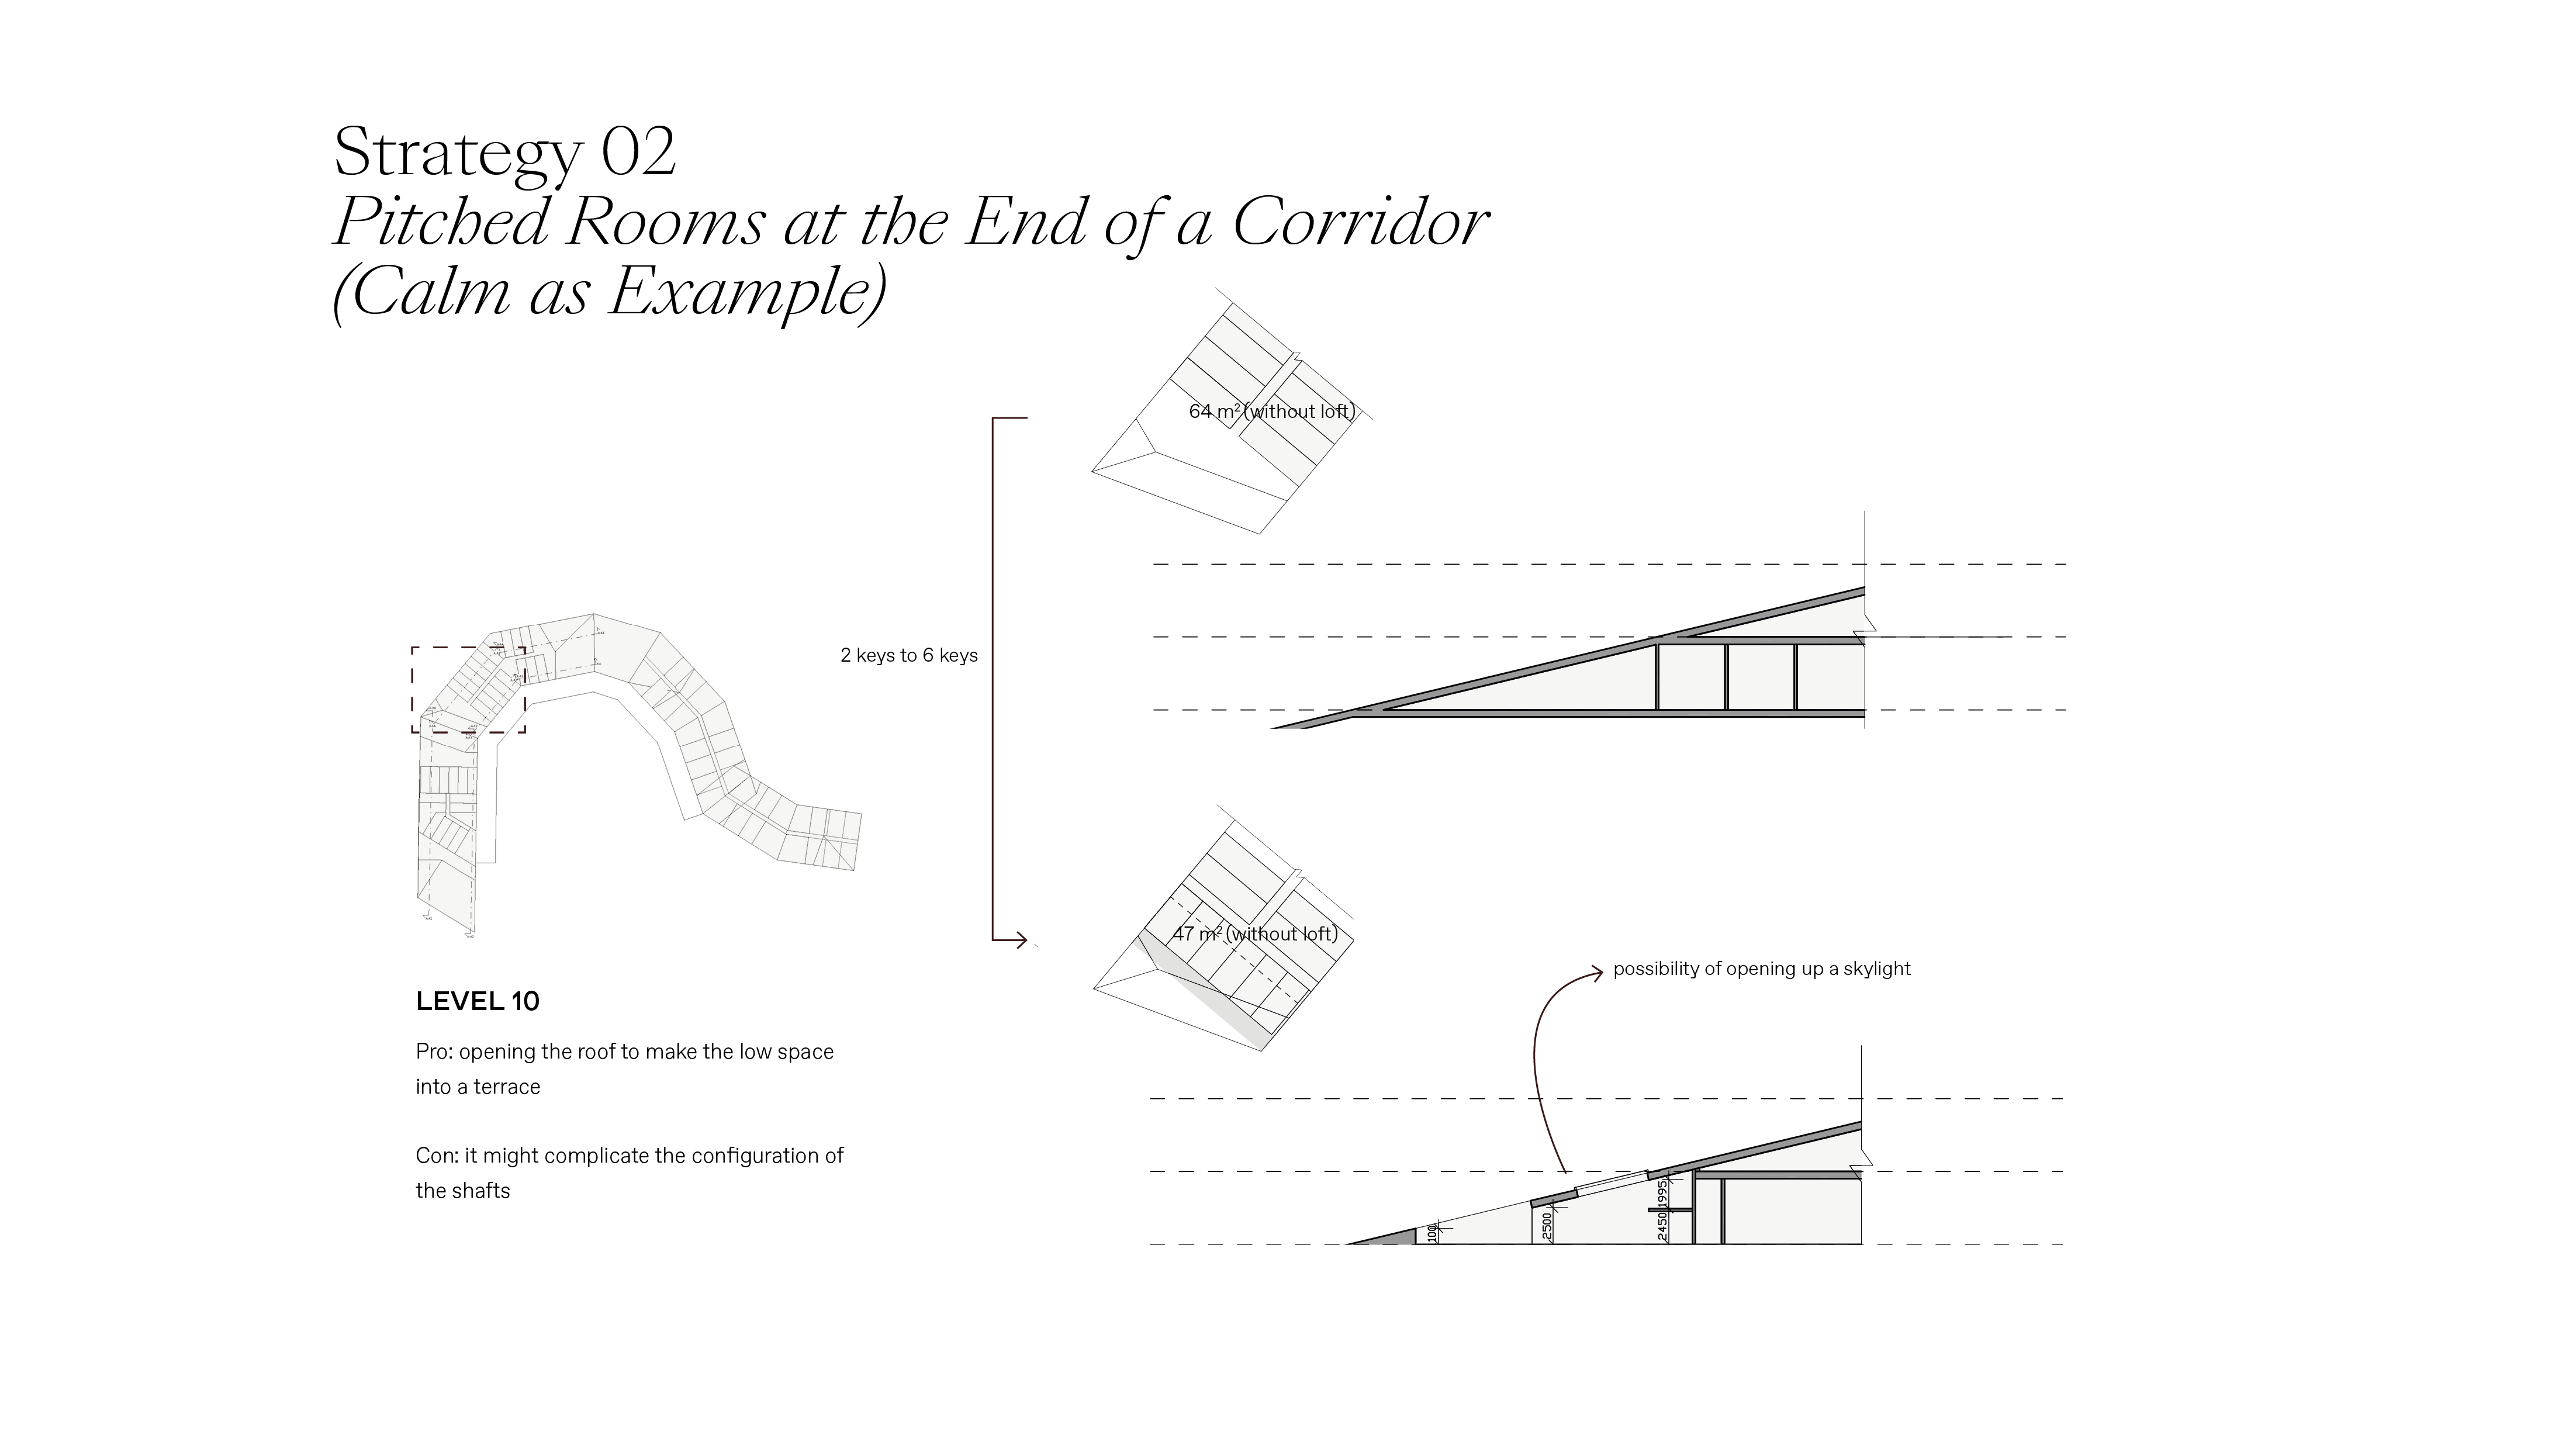 Strategy 02
Pitched Rooms at the End of a Corridor
(Calm as Example)
64 m² (without loft)
2 keys to 6 keys
47 m² (without loft)
possibility of opening up a skylight
LEVEL 10
Pro: opening the roof to make the low space
into a terrace
Con: it might complicate the configuration of
the shafts
100
2500
2450
1995